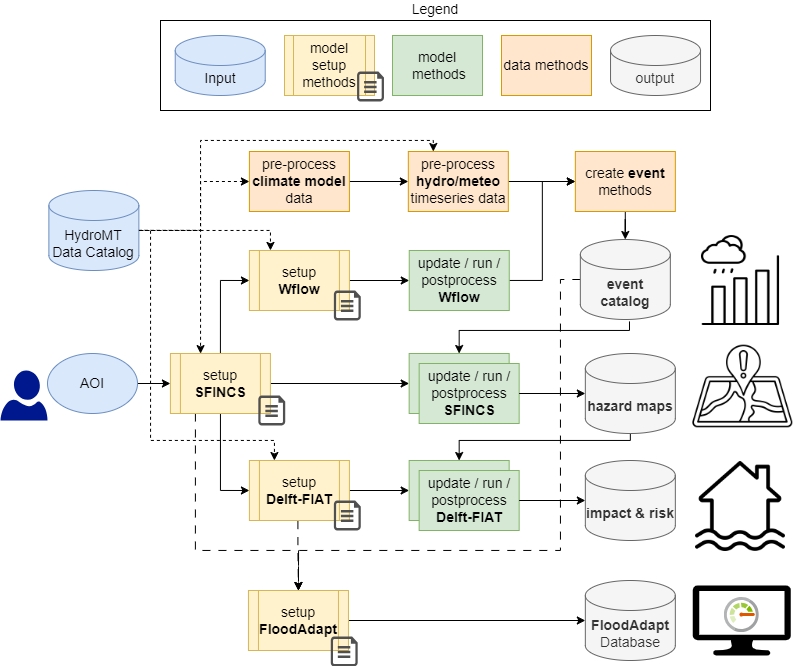 Legend
Input
model
setup
methods
model
methods
data methods
output
pre-process
climate model
data
pre-process
hydro/meteo
timeseries data
create event
methods
HydroMT
Data Catalog
setup
Wflow
update / run /
postprocess
Wflow
event
catalog
AOI
setup
SFINCS
update / run /
postprocess
SFINCS
hazard maps
setup
Delft-FIAT
update / run /
postprocess
Delft-FIAT
impact & risk
setup
FloodAdapt
FloodAdapt
Database